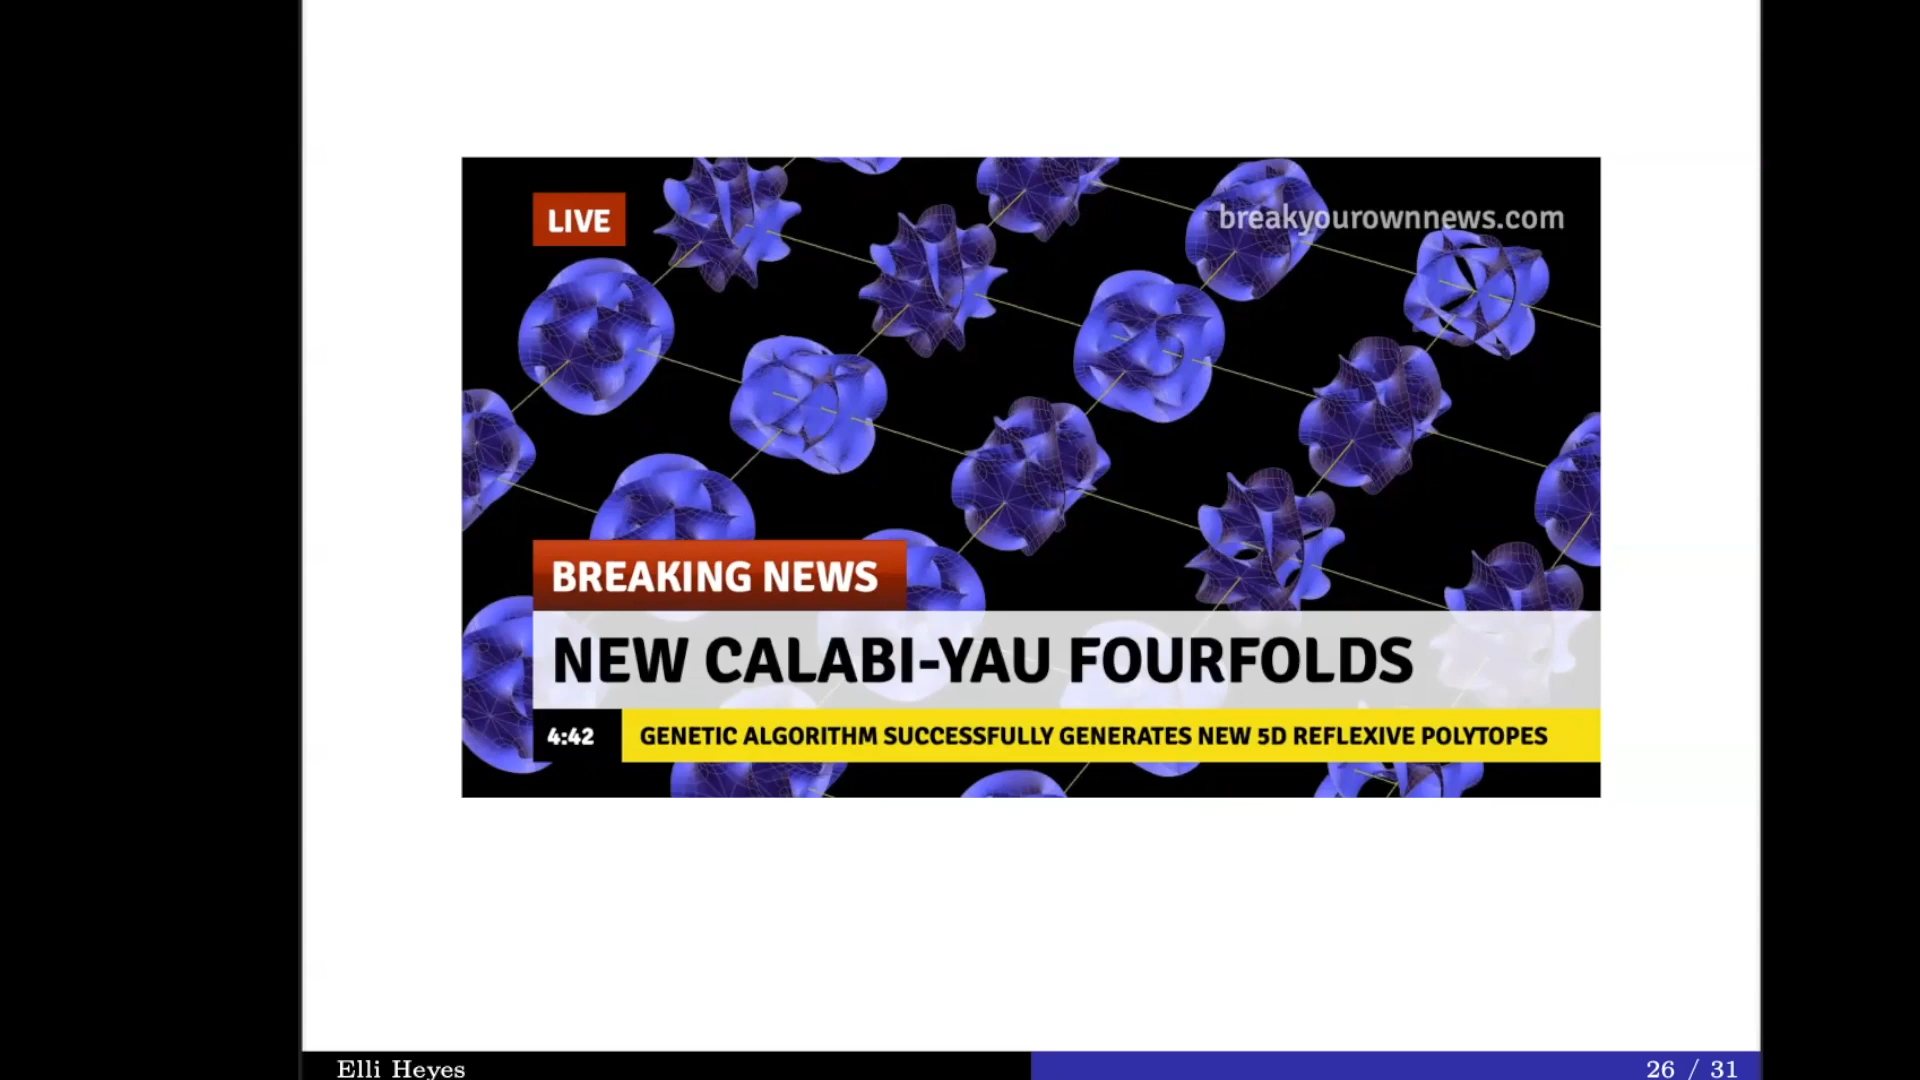 LIVE
breakyourownnews.com
BREAKING NEWS
NEW CALABI-YAU FOURFOLDS
4:42 GENETIC ALGORITHM SUCCESSFULLY GENERATES NEW 5D REFLEXIVE POLYTOPES
Elli Heyes
26 / 31